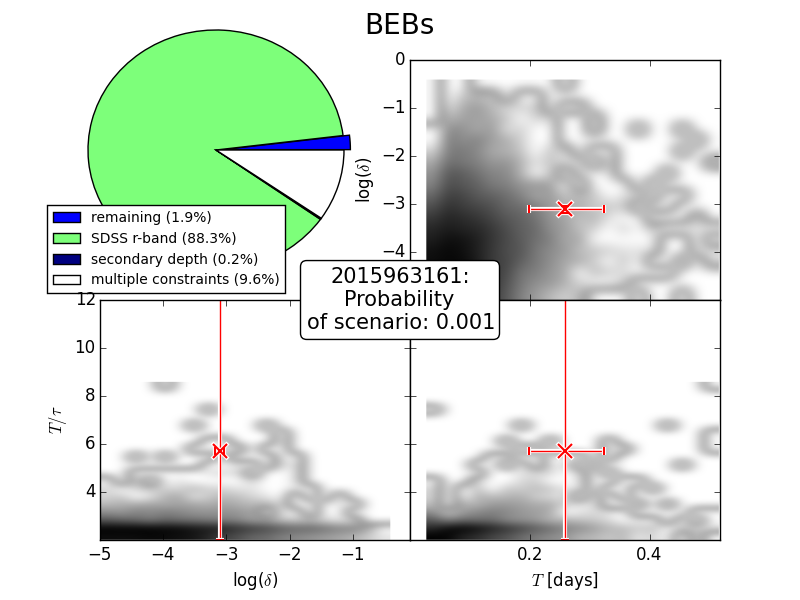 BEBs
remaining (1.9%)
SDSS r-band (88.3%)
secondary depth (0.2%)
multiple constraints (9.6%)
0
−1
−2
−3
−4
log(δ)
2015963161:
Probability
of scenario: 0.001
12
10
8
6
4
T/τ
−5 −4 −3 −2 −1
log(δ)
0.2 0.4
T [days]